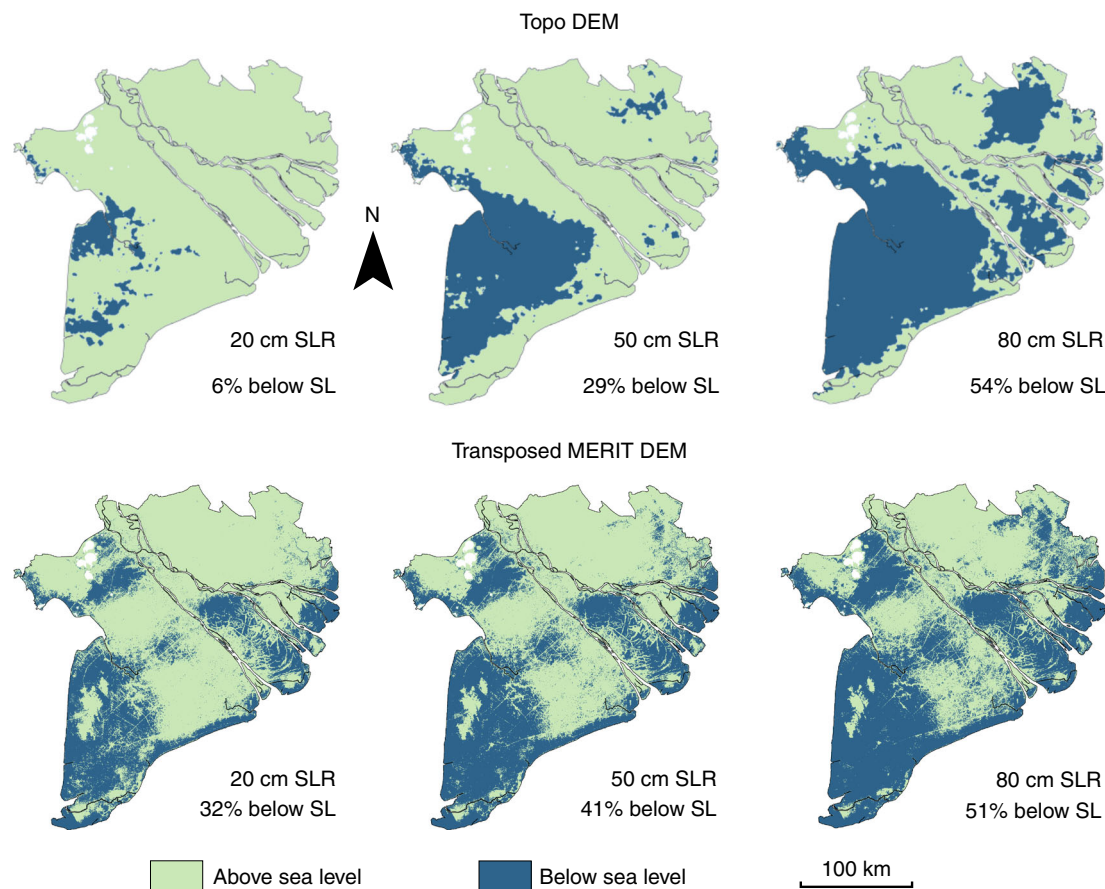 Topo DEM
N
20 cm SLR
6% below SL
50 cm SLR
29% below SL
80 cm SLR
54% below SL
Transposed MERIT DEM
20 cm SLR
32% below SL
50 cm SLR
41% below SL
80 cm SLR
51% below SL
Above sea level
Below sea level
100 km